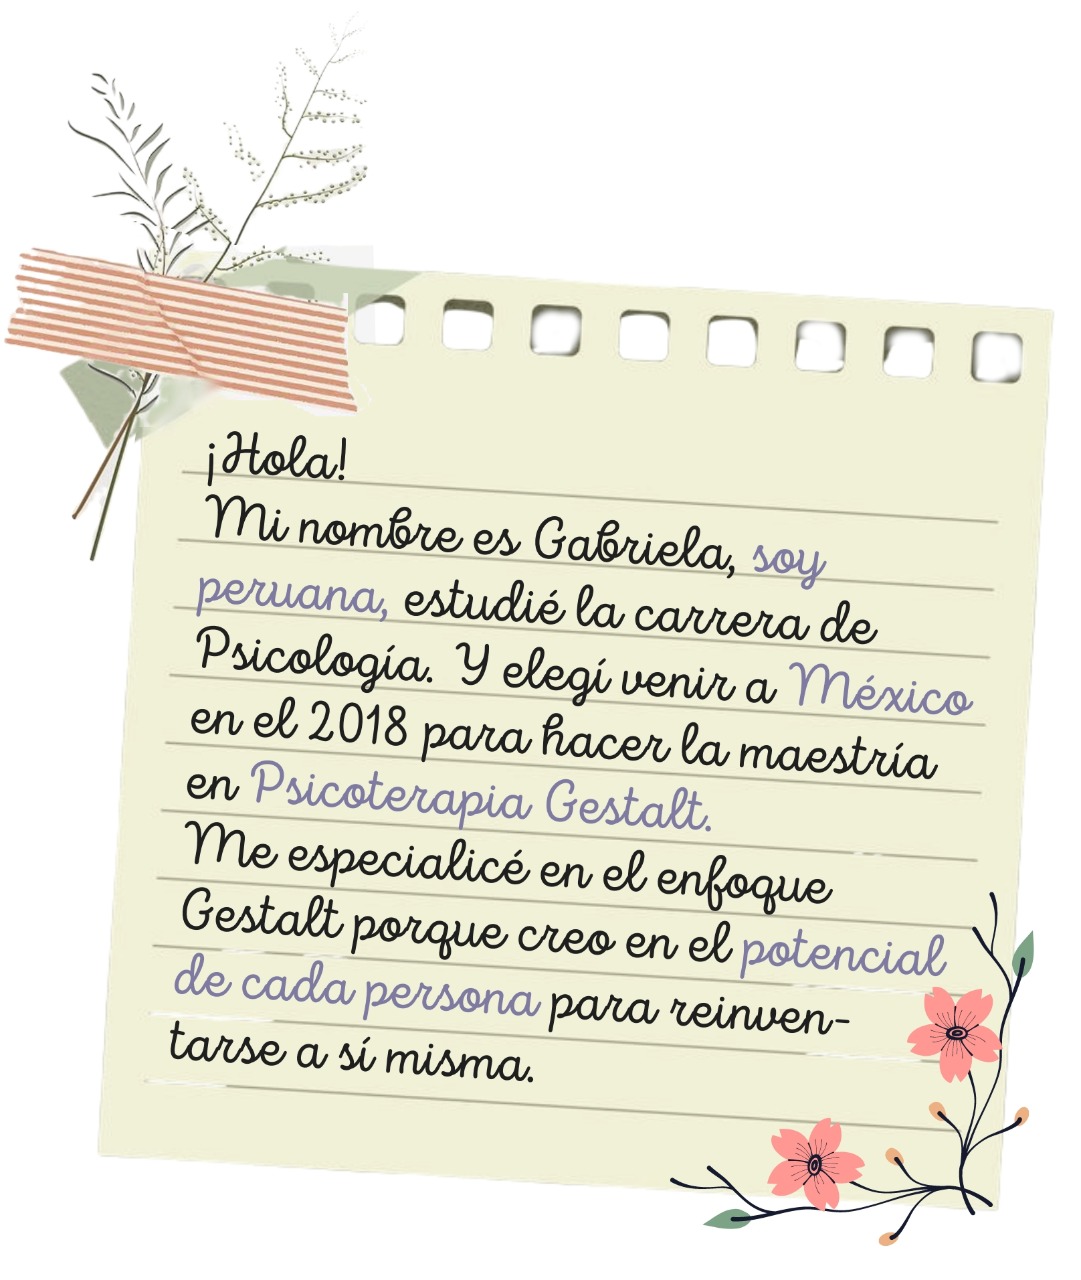 ¡Hola!
Mi nombre es Gabriela, soy
peruana, estudié la carrera de
Psicología. Y elegí venir a México
en el 2018 para hacer la maestría
en Psicoterapia Gestalt.
Me especialicé en el enfoque
Gestalt porque creo en el potencial
de cada persona para reinven-
tarse a sí misma.